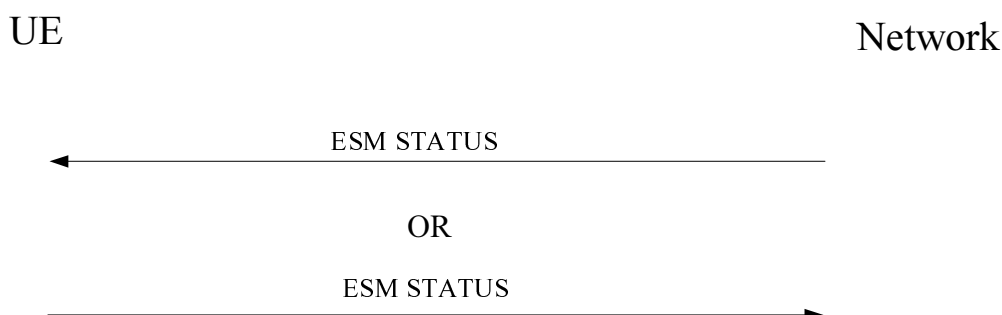 UE
Network
ESM STATUS
OR
ESM STATUS